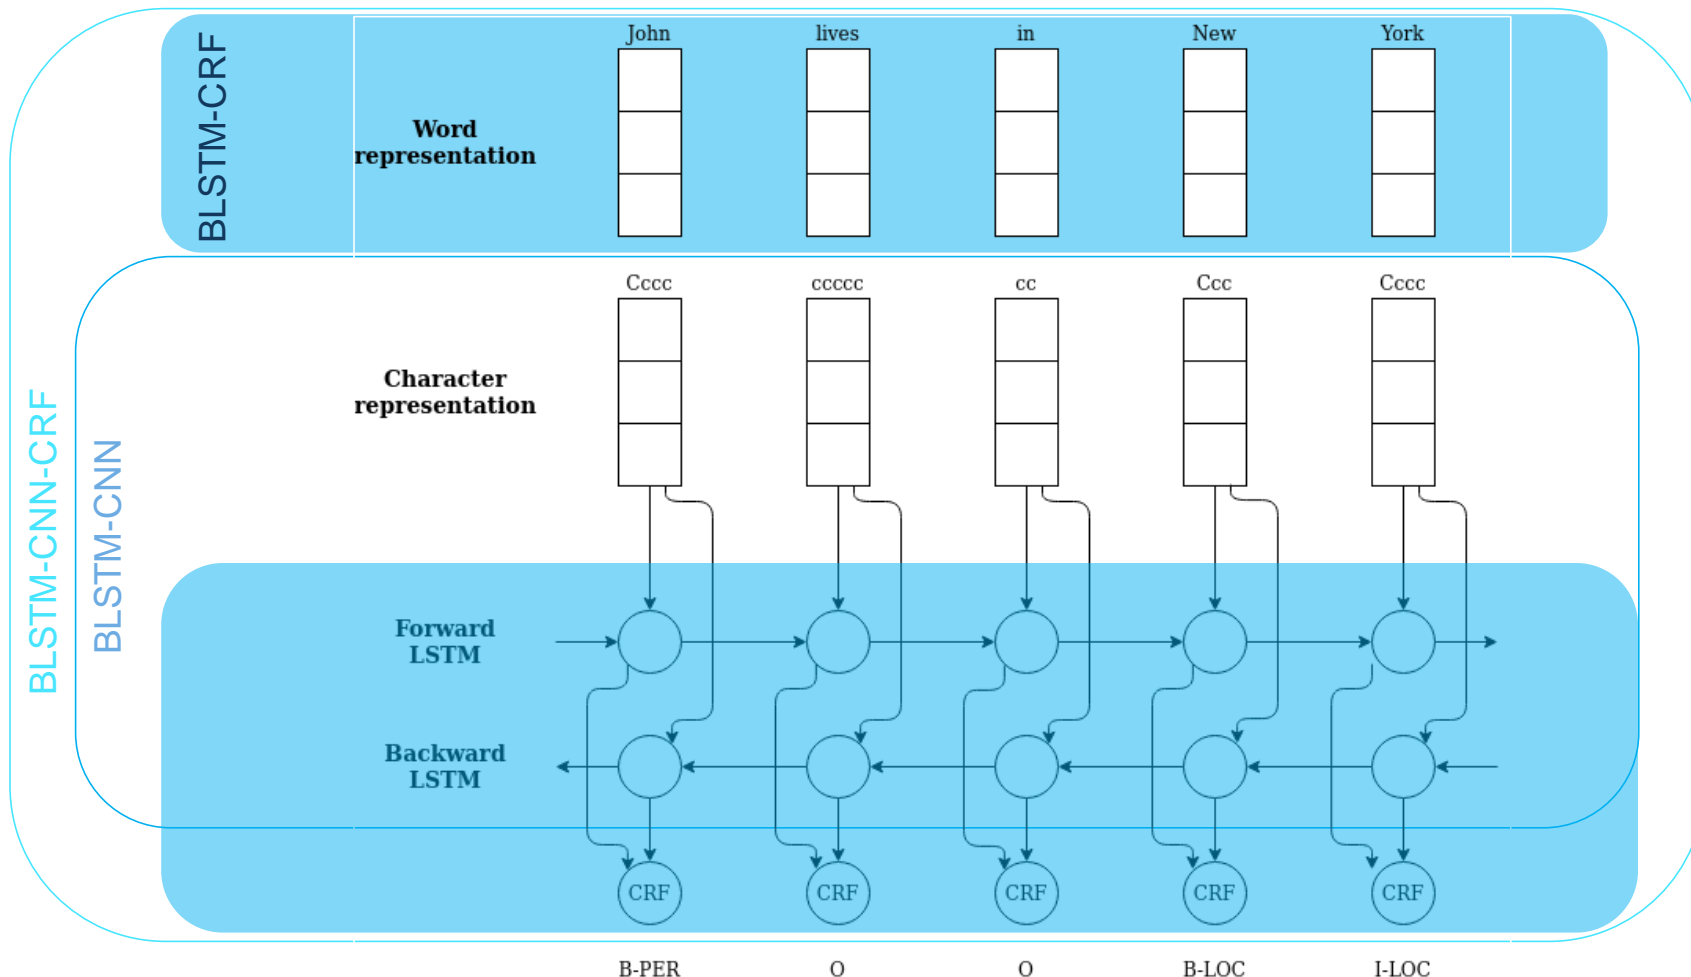 BLSTM-CNN-CRF
BLSTM-CNN
BLSTM-CRF
John lives in New York
Word
representation
Cccc ccccc cc Ccc Cccc
Character
representation
Forward
LSTM
Backward
LSTM
CRF CRF CRF CRF CRF
B-PER O O B-LOC I-LOC